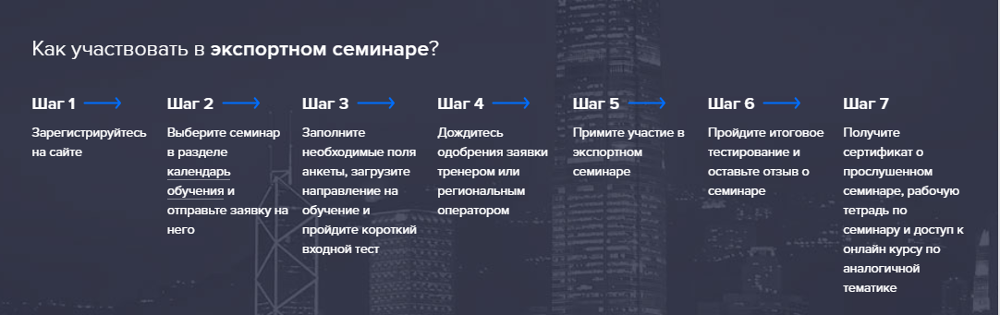 Как участвовать в экспортном семинаре?
Шаг 1
Зарегистрируйтесь
на сайте
Шаг 2
Выберите семинар
в разделе
календарь
обучения и
отправьте заявку на
него
Шаг 3
Заполните
необходимые поля
анкеты, загрузите
направление на
обучение и
пройдите короткий
входной тест
Шаг 4
Дождитесь
одобрения заявки
тренером или
региональным
оператором
Шаг 5
Примите участие в
экспортном
семинаре
Шаг 6
Пройдите итоговое
тестирование и
оставьте отзыв о
семинаре
Шаг 7
Получите
сертификат о
прослушенном
семинаре, рабочую
тетрадь по
семинару и доступ к
онлайн курсу по
аналогичной
тематике